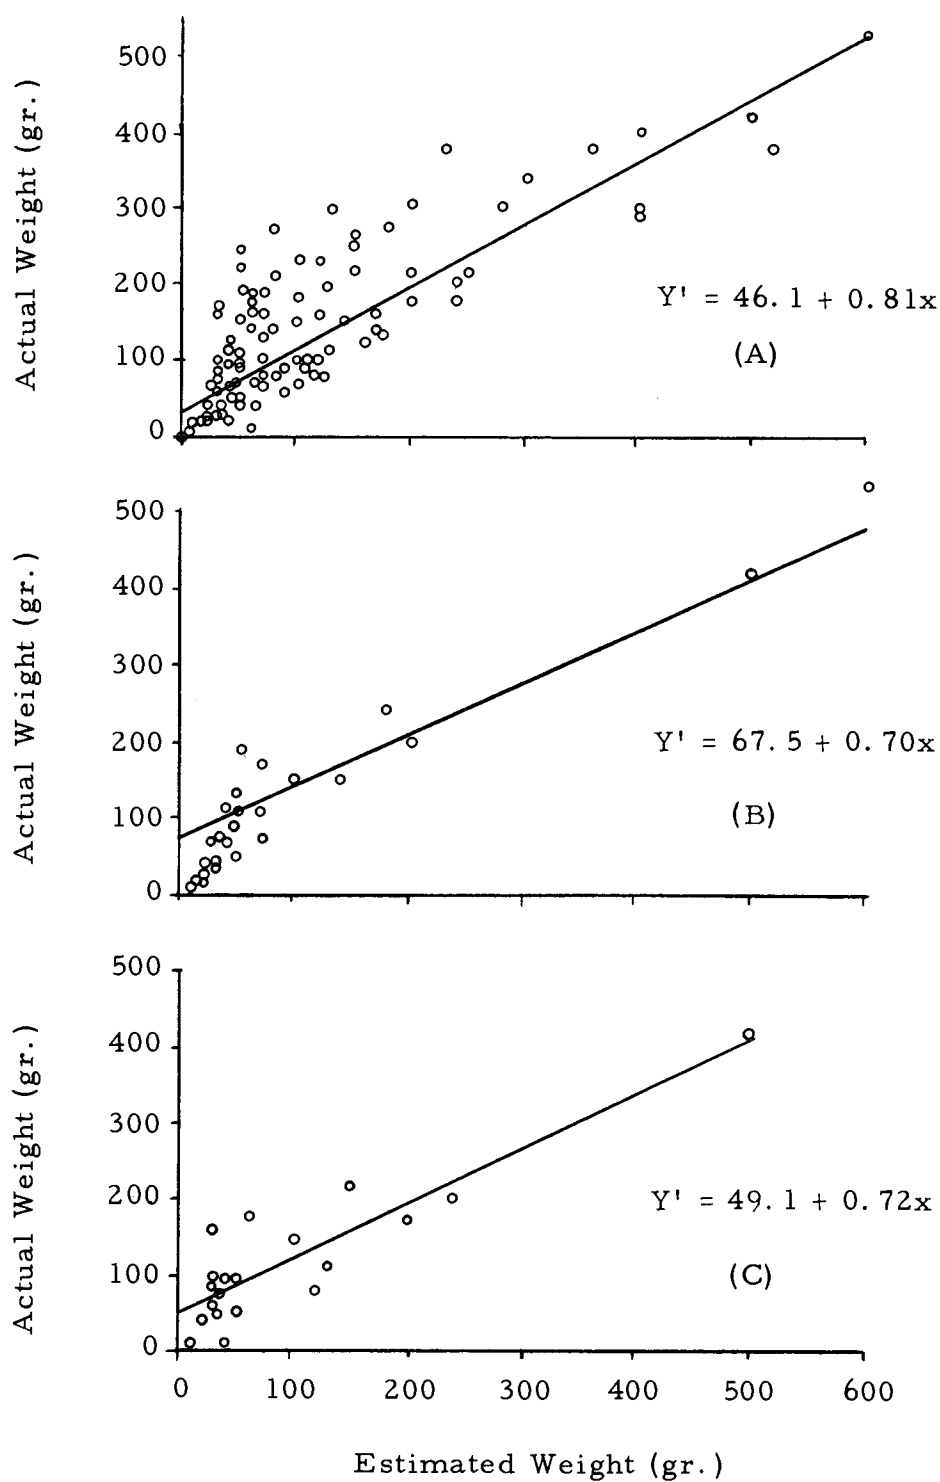 Actual Weight (gr.)
500
400
300
200
100
0
Y' = 46.1 + 0.81x
(A)
Actual Weight (gr.)
500
400
300
200
100
0
Y' = 67.5 + 0.70x
(B)
Actual Weight (gr.)
500
400
300
200
100
0
Y' = 49.1 + 0.72x
(C)
0 100 200 300 400 500 600
Estimated Weight (gr.)